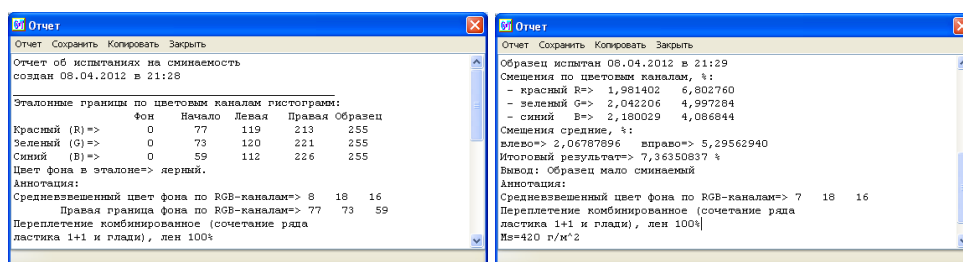 Отчет
Отчет Сохранить Копировать Закрыть
Отчет об испытаниях на сминаемость
создан 08.04.2012 в 21:28
Эталонные границы по цветовым каналам гистограмм:
Фон Начало Левая Правая Образец
Красный (R)=> 0 77 119 213 255
Зеленый (G)=> 0 73 120 221 255
Синий (B)=> 0 59 112 226 255
Цвет фона в эталоне=> яерный.
Аннотация:
Средневзвешенный цвет фона по RGB-каналам=> 8 18 16
Правая граница фона по RGB-каналам=> 77 73 59
Переплетение комбинированное (сочетание ряда
ластика 1+1 и глади), лен 100%
Отчет
Отчет Сохранить Копировать Закрыть
Образец испытан 08.04.2012 в 21:29
Смещения по цветовым каналам, %:
- красный R=> 1,981402 6,802760
- зеленый G=> 2,042206 4,997284
- синий B=> 2,180029 4,086844
Смещения средние, %:
влево=> 2,06787896 вправо=> 5,29562940
Итоговый результат=> 7,36350837 %
Вывод: Образец мало сминаемый
Аннотация:
Средневзвешенный цвет фона по RGB-каналам=> 7 18 16
Переплетение комбинированное (сочетание ряда
ластика 1+1 и глади), лен 100%
Ms=420 г/м^2